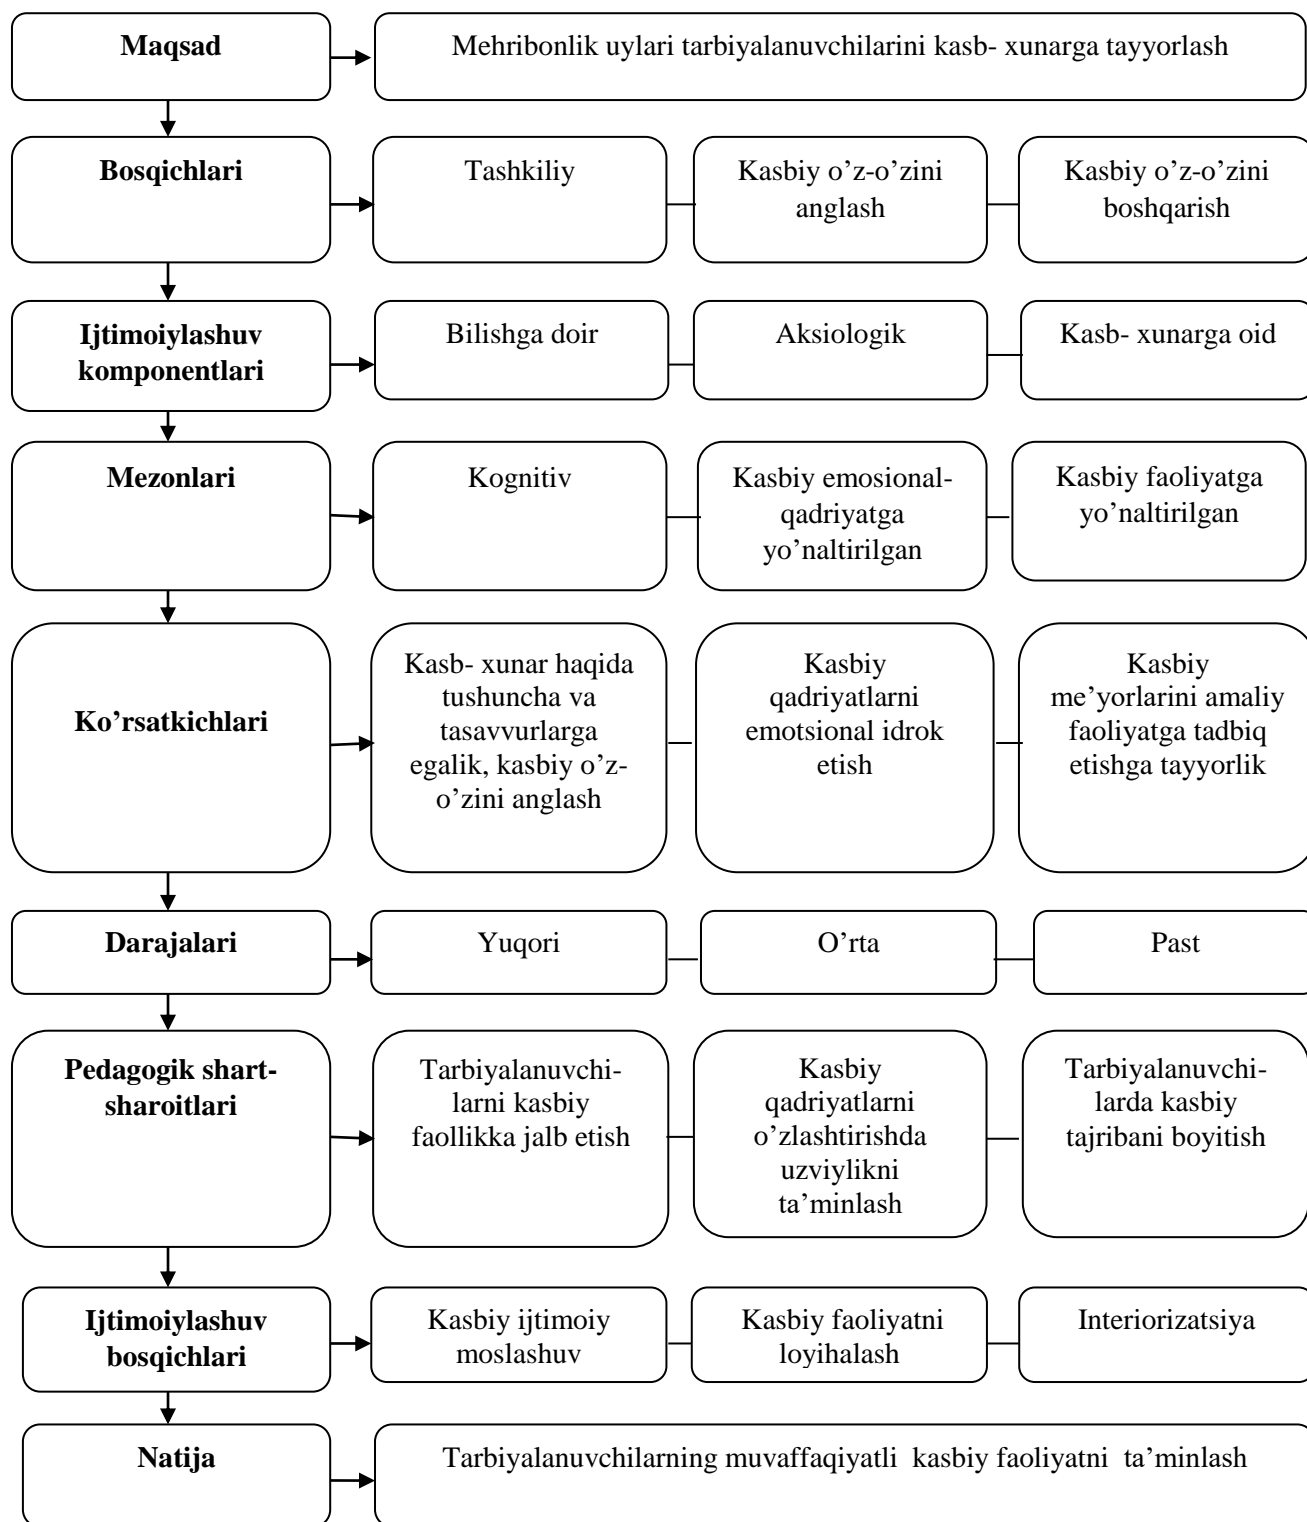 Maqsad
Mehribonlik uylari tarbiyalanuvchilarini kasb- xunarga tayyorlash
Bosqichlari
Tashkiliy
Kasbiy o’z-o’zini
anglash
Kasbiy o’z-o’zini
boshqarish
Ijtimoiylashuv
komponentlari
Bilishga doir
Aksiologik
Kasb- xunarga oid
Mezonlari
Kognitiv
Kasbiy emosional-
qadriyatga
yo’naltirilgan
Kasbiy faoliyatga
yo’naltirilgan
Ko’rsatkichlari
Kasb- xunar haqida
tushuncha va
tasavvurlarga
egalik, kasbiy o’z-
o’zini anglash
Kasbiy
qadriyatlarni
emotsional idrok
etish
Kasbiy
me’yorlarini amaliy
faoliyatga tadbiq
etishga tayyorlik
Darajalari
Yuqori
O’rta
Past
Pedagogik shart-
sharoitlari
Tarbiyalanuvchi-
larni kasbiy
faollikka jalb etish
Kasbiy
qadriyatlarni
o’zlashtirishda
uzviylikni
ta’minlash
Tarbiyalanuvchi-
larda kasbiy
tajribani boyitish
Ijtimoiylashuv
bosqichlari
Kasbiy ijtimoiy
moslashuv
Kasbiy faoliyatni
loyihalash
Interiorizatsiya
Natija
Tarbiyalanuvchilarning muvaffaqiyatli kasbiy faoliyatni ta’minlash